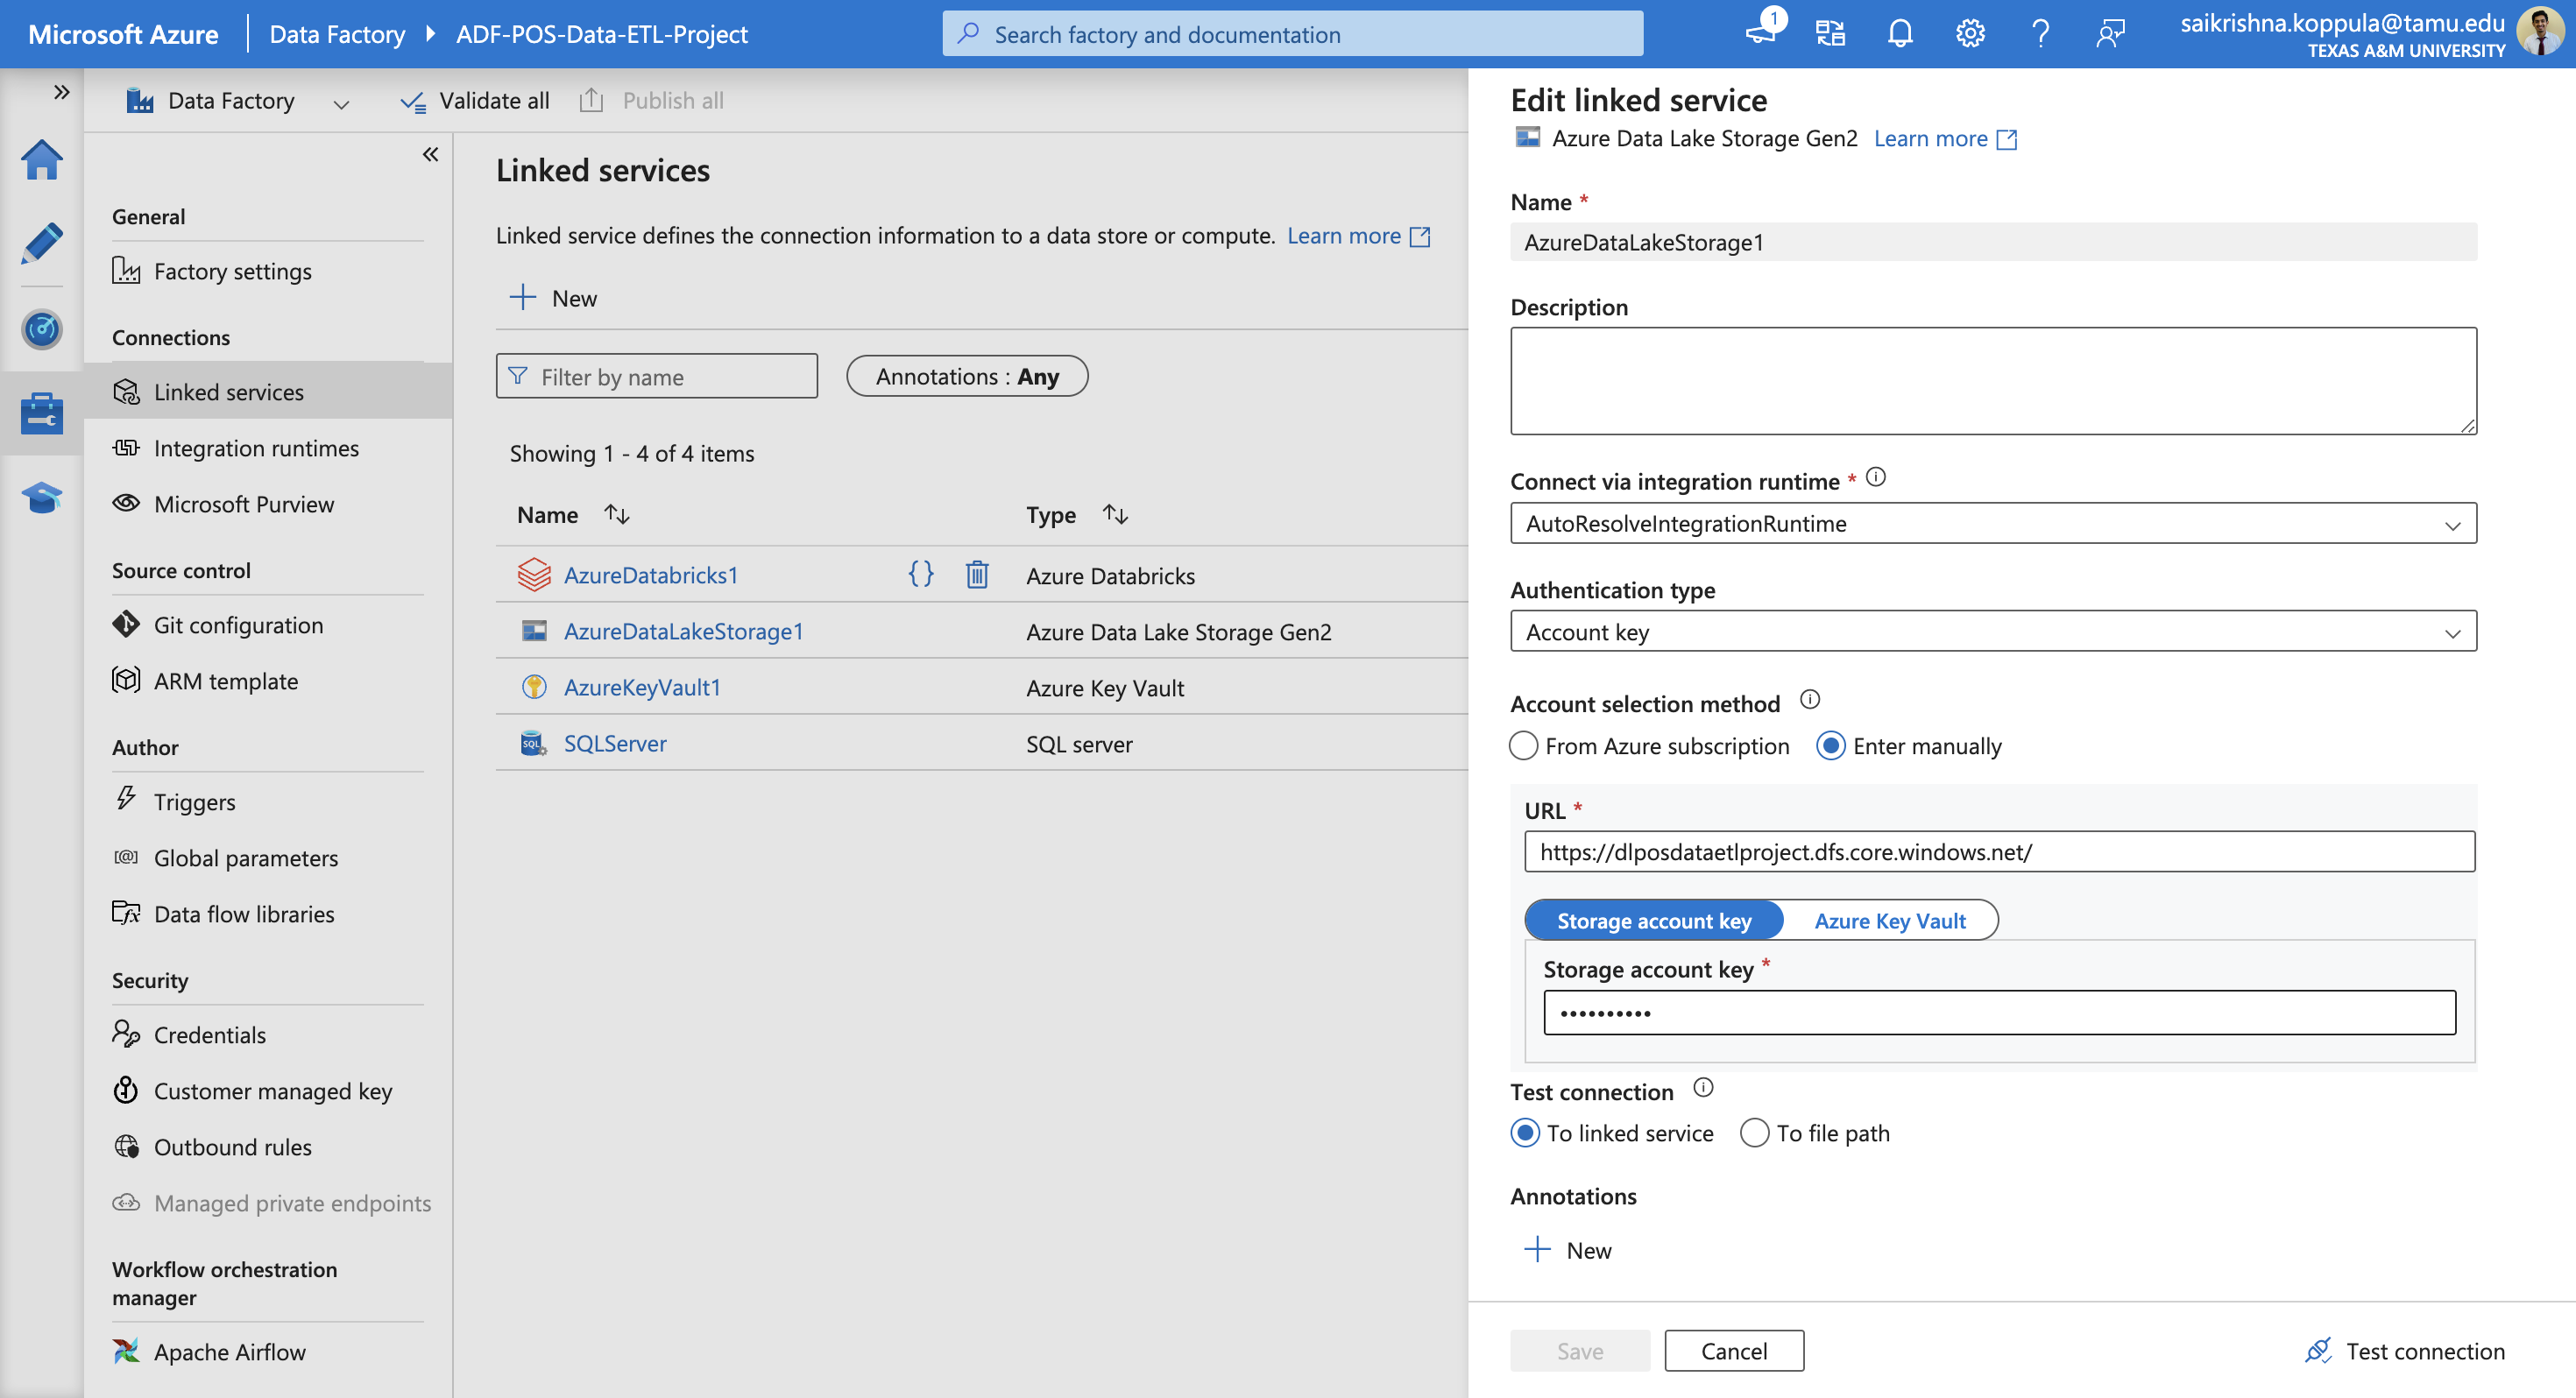 Microsoft Azure Data Factory ADF-POS-Data-ETL-Project Search factory and documentation 1 saikrishna.koppula@tamu.edu
TEXAS A&M UNIVERSITY
Data Factory Validate all Publish all
General
Factory settings
Connections
Linked services
Integration runtimes
Microsoft Purview
Source control
Git configuration
ARM template
Author
Triggers
Global parameters
Data flow libraries
Security
Credentials
Customer managed key
Outbound rules
Managed private endpoints
Workflow orchestration
manager
Apache Airflow
Linked services
Linked service defines the connection information to a data store or compute. Learn more
New
Filter by name Annotations : Any
Showing 1 - 4 of 4 items
Name Type
AzureDatabricks1 {} Azure Databricks
AzureDataLakeStorage1 Azure Data Lake Storage Gen2
AzureKeyVault1 Azure Key Vault
SQL SQLServer SQL server
Edit linked service
Azure Data Lake Storage Gen2 Learn more
Name *
AzureDataLakeStorage1
Description
Connect via integration runtime *
AutoResolveIntegrationRuntime
Authentication type
Account key
Account selection method
From Azure subscription Enter manually
URL *
https://dlposdataetlproject.dfs.core.windows.net/
Storage account key Azure Key Vault
Storage account key *
••••••••••
Test connection
To linked service To file path
Annotations
New
Save Cancel Test connection